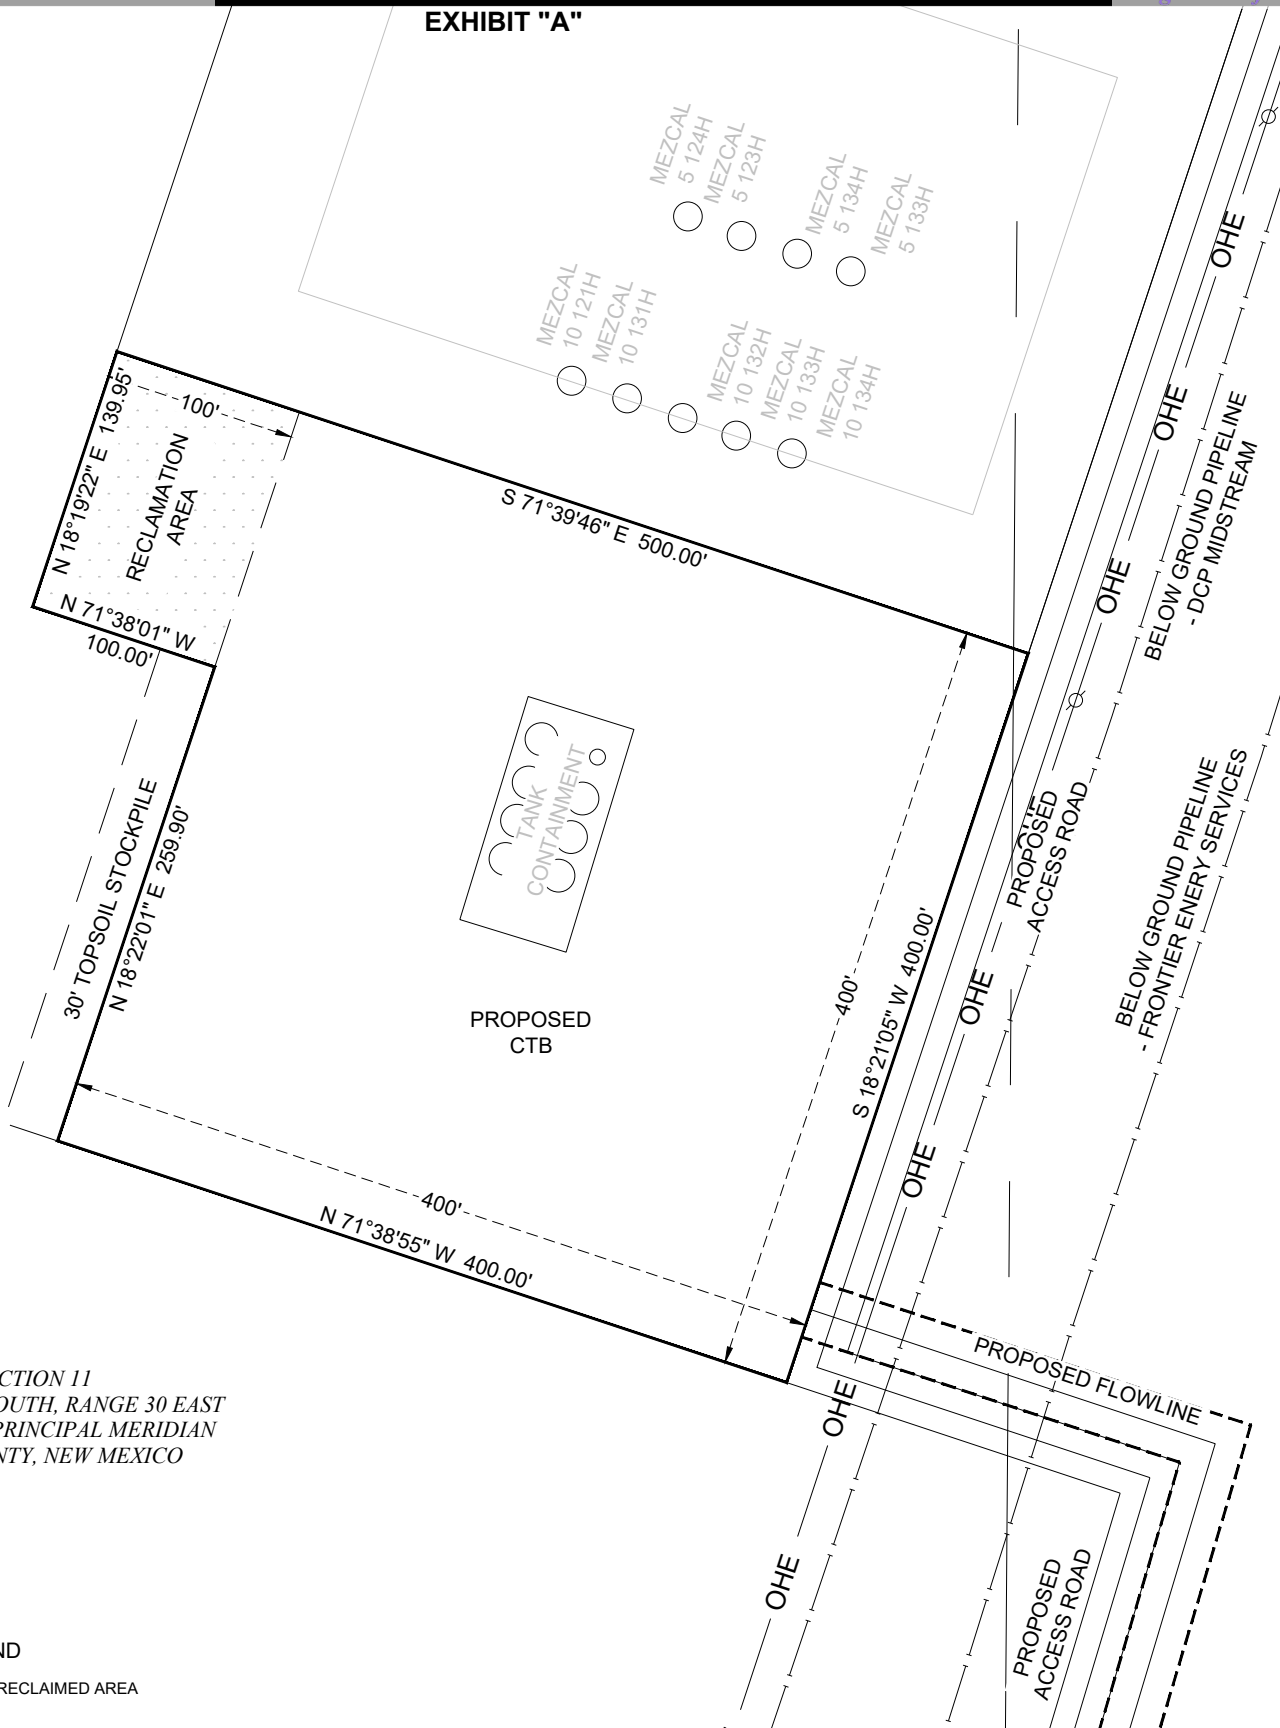 EXHIBIT "A"
MEZCAL
5 124H
MEZCAL
5 123H
MEZCAL
5 134H
MEZCAL
5 133H
MEZCAL
10 121H
MEZCAL
10 131H
MEZCAL
10 132H
MEZCAL
10 133H
MEZCAL
10 134H
OHE
OHE
OHE
BELOW GROUND PIPELINE
- DCP MIDSTREAM
N 18°19'22" E 139.95'
100'
RECLAMATION
AREA
S 71°39'46" E 500.00'
N 71°38'01" W
100.00'
30' TOPSOIL STOCKPILE
N 18°22'01" E 259.90'
TANK
CONTAINMENT
PROPOSED
CTB
400'
S 18°21'05" W 400.00'
PROPOSED
ACCESS ROAD
BELOW GROUND PIPELINE
- FRONTIER ENERY SERVICES
OHE
OHE
400'
N 71°38'55" W 400.00'
PROPOSED FLOWLINE
OHE
OHE
PROPOSED
ACCESS ROAD
CTION 11
OUTH, RANGE 30 EAST
PRINCIPAL MERIDIAN
NTY, NEW MEXICO
ND
RECLAIMED AREA